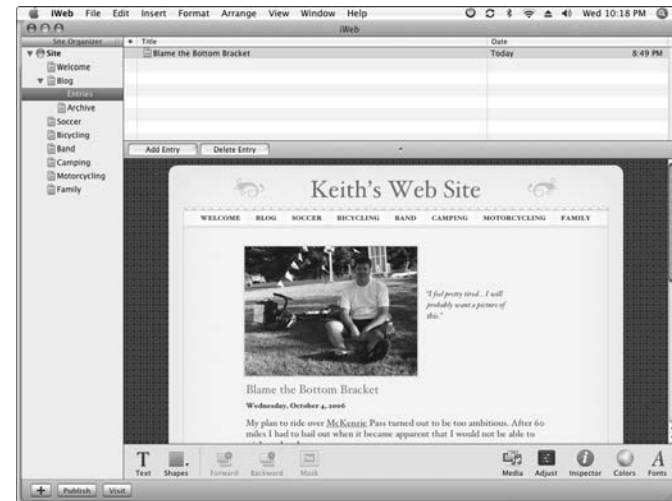 iWeb File Edit Insert Format Arrange View Window Help Wed 10:18 PM
iWeb
Site Organizer Title Date
Site Blame the Bottom Bracket Today 8:49 PM
Welcome
Blog
Entries
Archive
Soccer
Bicycling
Band
Camping
Motorcycling
Family
Add Entry Delete Entry
Keith's Web Site
WELCOME BLOG SOCCER BICYCLING BAND CAMPING MOTORCYCLING FAMILY
"I feel pretty tired... I will
probably want a picture of
this."
Blame the Bottom Bracket
Wednesday, October 4, 2006
My plan to ride over McKenzie Pass turned out to be too ambitious. After 60
miles I had to bail out when it became apparent that I would not be able to
T A
Text Shapes Forward Backward Mask Media Adjust Inspector Colors Fonts
+ Publish Visit